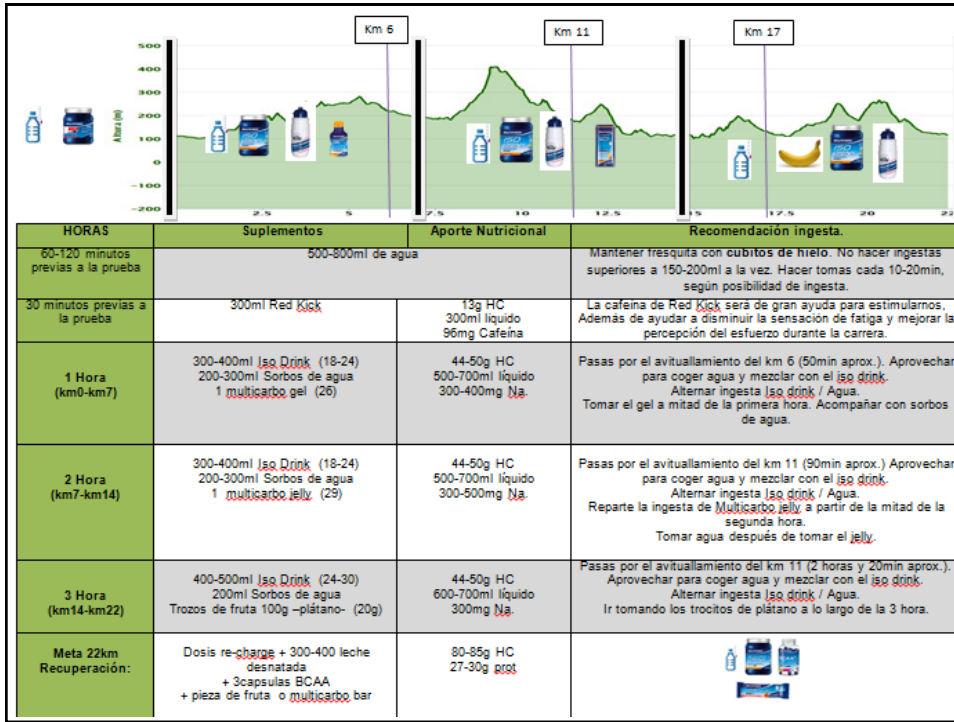 Km 6
Km 11
Km 17
500
400
300
200
100
0
-100
-200
Altura (m)
2.5
5
7.5
10
12.5
15
17.5
20
22
HORAS
Suplementos
Aporte Nutricional
Recomendación ingesta.
60-120 minutos
previas a la prueba
500-800ml de agua
Mantener fresquita con cubitos de hielo. No hacer ingestas
superiores a 150-200ml a la vez. Hacer tomas cada 10-20min,
según posibilidad de ingesta.
30 minutos previas a
la prueba
300ml Red Kick
13g HC
300ml líquido
96mg Cafeína
La cafeína de Red Kick será de gran ayuda para estimularnos,
Además de ayudar a disminuir la sensación de fatiga y mejorar la
percepción del esfuerzo durante la carrera.
1 Hora
(km0-km7)
300-400ml Iso Drink (18-24)
200-300ml Sorbos de agua
1 multicarbo gel (26)
44-50g HC
500-700ml líquido
300-400mg Na.
Pasas por el avituallamiento del km 6 (50min aprox.). Aprovechar
para coger agua y mezclar con el iso drink.
Alternar ingesta Iso drink / Agua.
Tomar el gel a mitad de la primera hora. Acompañar con sorbos
de agua.
2 Hora
(km7-km14)
300-400ml Iso Drink (18-24)
200-300ml Sorbos de agua
1 multicarbo jelly (29)
44-50g HC
500-700ml líquido
300-500mg Na.
Pasas por el avituallamiento del km 11 (90min aprox.) Aprovechar
para coger agua y mezclar con el iso drink.
Alternar ingesta Iso drink / Agua.
Reparte la ingesta de Multicarbo jelly a partir de la mitad de la
segunda hora.
Tomar agua después de tomar el jelly.
3 Hora
(km14-km22)
400-500ml Iso Drink (24-30)
200ml Sorbos de agua
Trozos de fruta 100g –plátano- (20g)
44-50g HC
600-700ml líquido
300mg Na.
Pasas por el avituallamiento del km 11 (2 horas y 20min aprox.).
Aprovechar para coger agua y mezclar con el iso drink.
Alternar ingesta Iso drink / Agua.
Ir tomando los trocitos de plátano a lo largo de la 3 hora.
Meta 22km
Recuperación:
Dosis re-charge + 300-400 leche
desnatada
+ 3capsulas BCAA
+ pieza de fruta o multicarbo bar
80-85g HC
27-30g prot